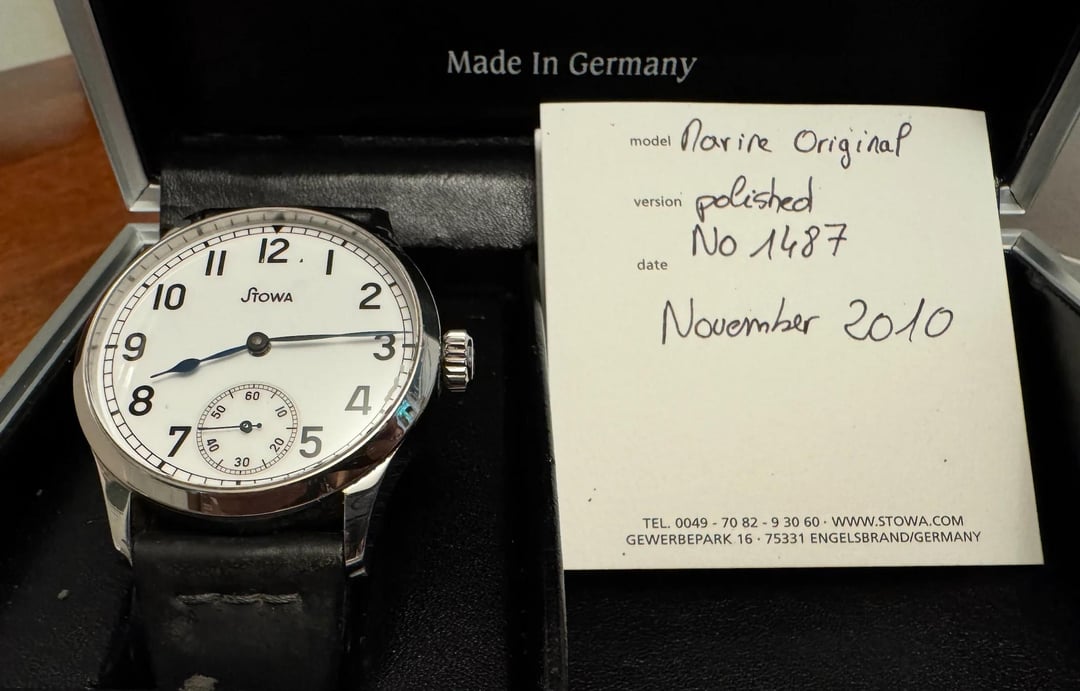 Made In Germany
model Marine Original
version polished
No 1487
date
November 2010
TEL. 0049 - 70 82 - 9 30 60 · WWW.STOWA.COM
GEWERBEPARK 16 · 75331 ENGELSBRAND/GERMANY
STOWA
12
1
2
3
4
5
7
8
9
10
11
60
10
20
30
40
50